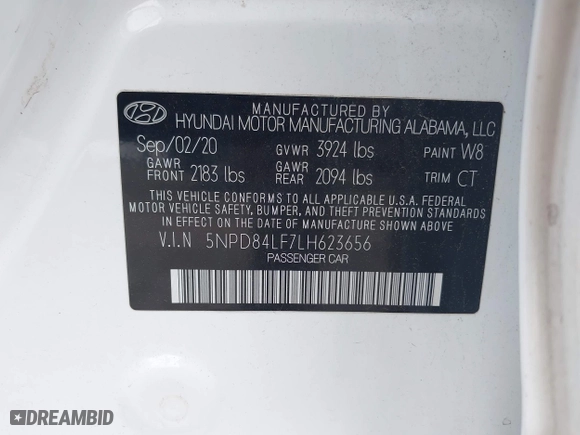 MANUFACTURED BY
HYUNDAI MOTOR MANUFACTURING ALABAMA, LLC
Sep/02/20 GVWR 3924 lbs PAINT W8
GAWR FRONT 2183 lbs GAWR REAR 2094 lbs TRIM CT
THIS VEHICLE CONFORMS TO ALL APPLICABLE U.S.A. FEDERAL
MOTOR VEHICLE SAFETY, BUMPER, AND THEFT PREVENTION STANDARDS
IN EFFECT ON THE DATE OF MANUFACTURE SHOWN ABOVE.
V.I.N 5NPD84LF7LH623656
PASSENGER CAR
DREAMBID